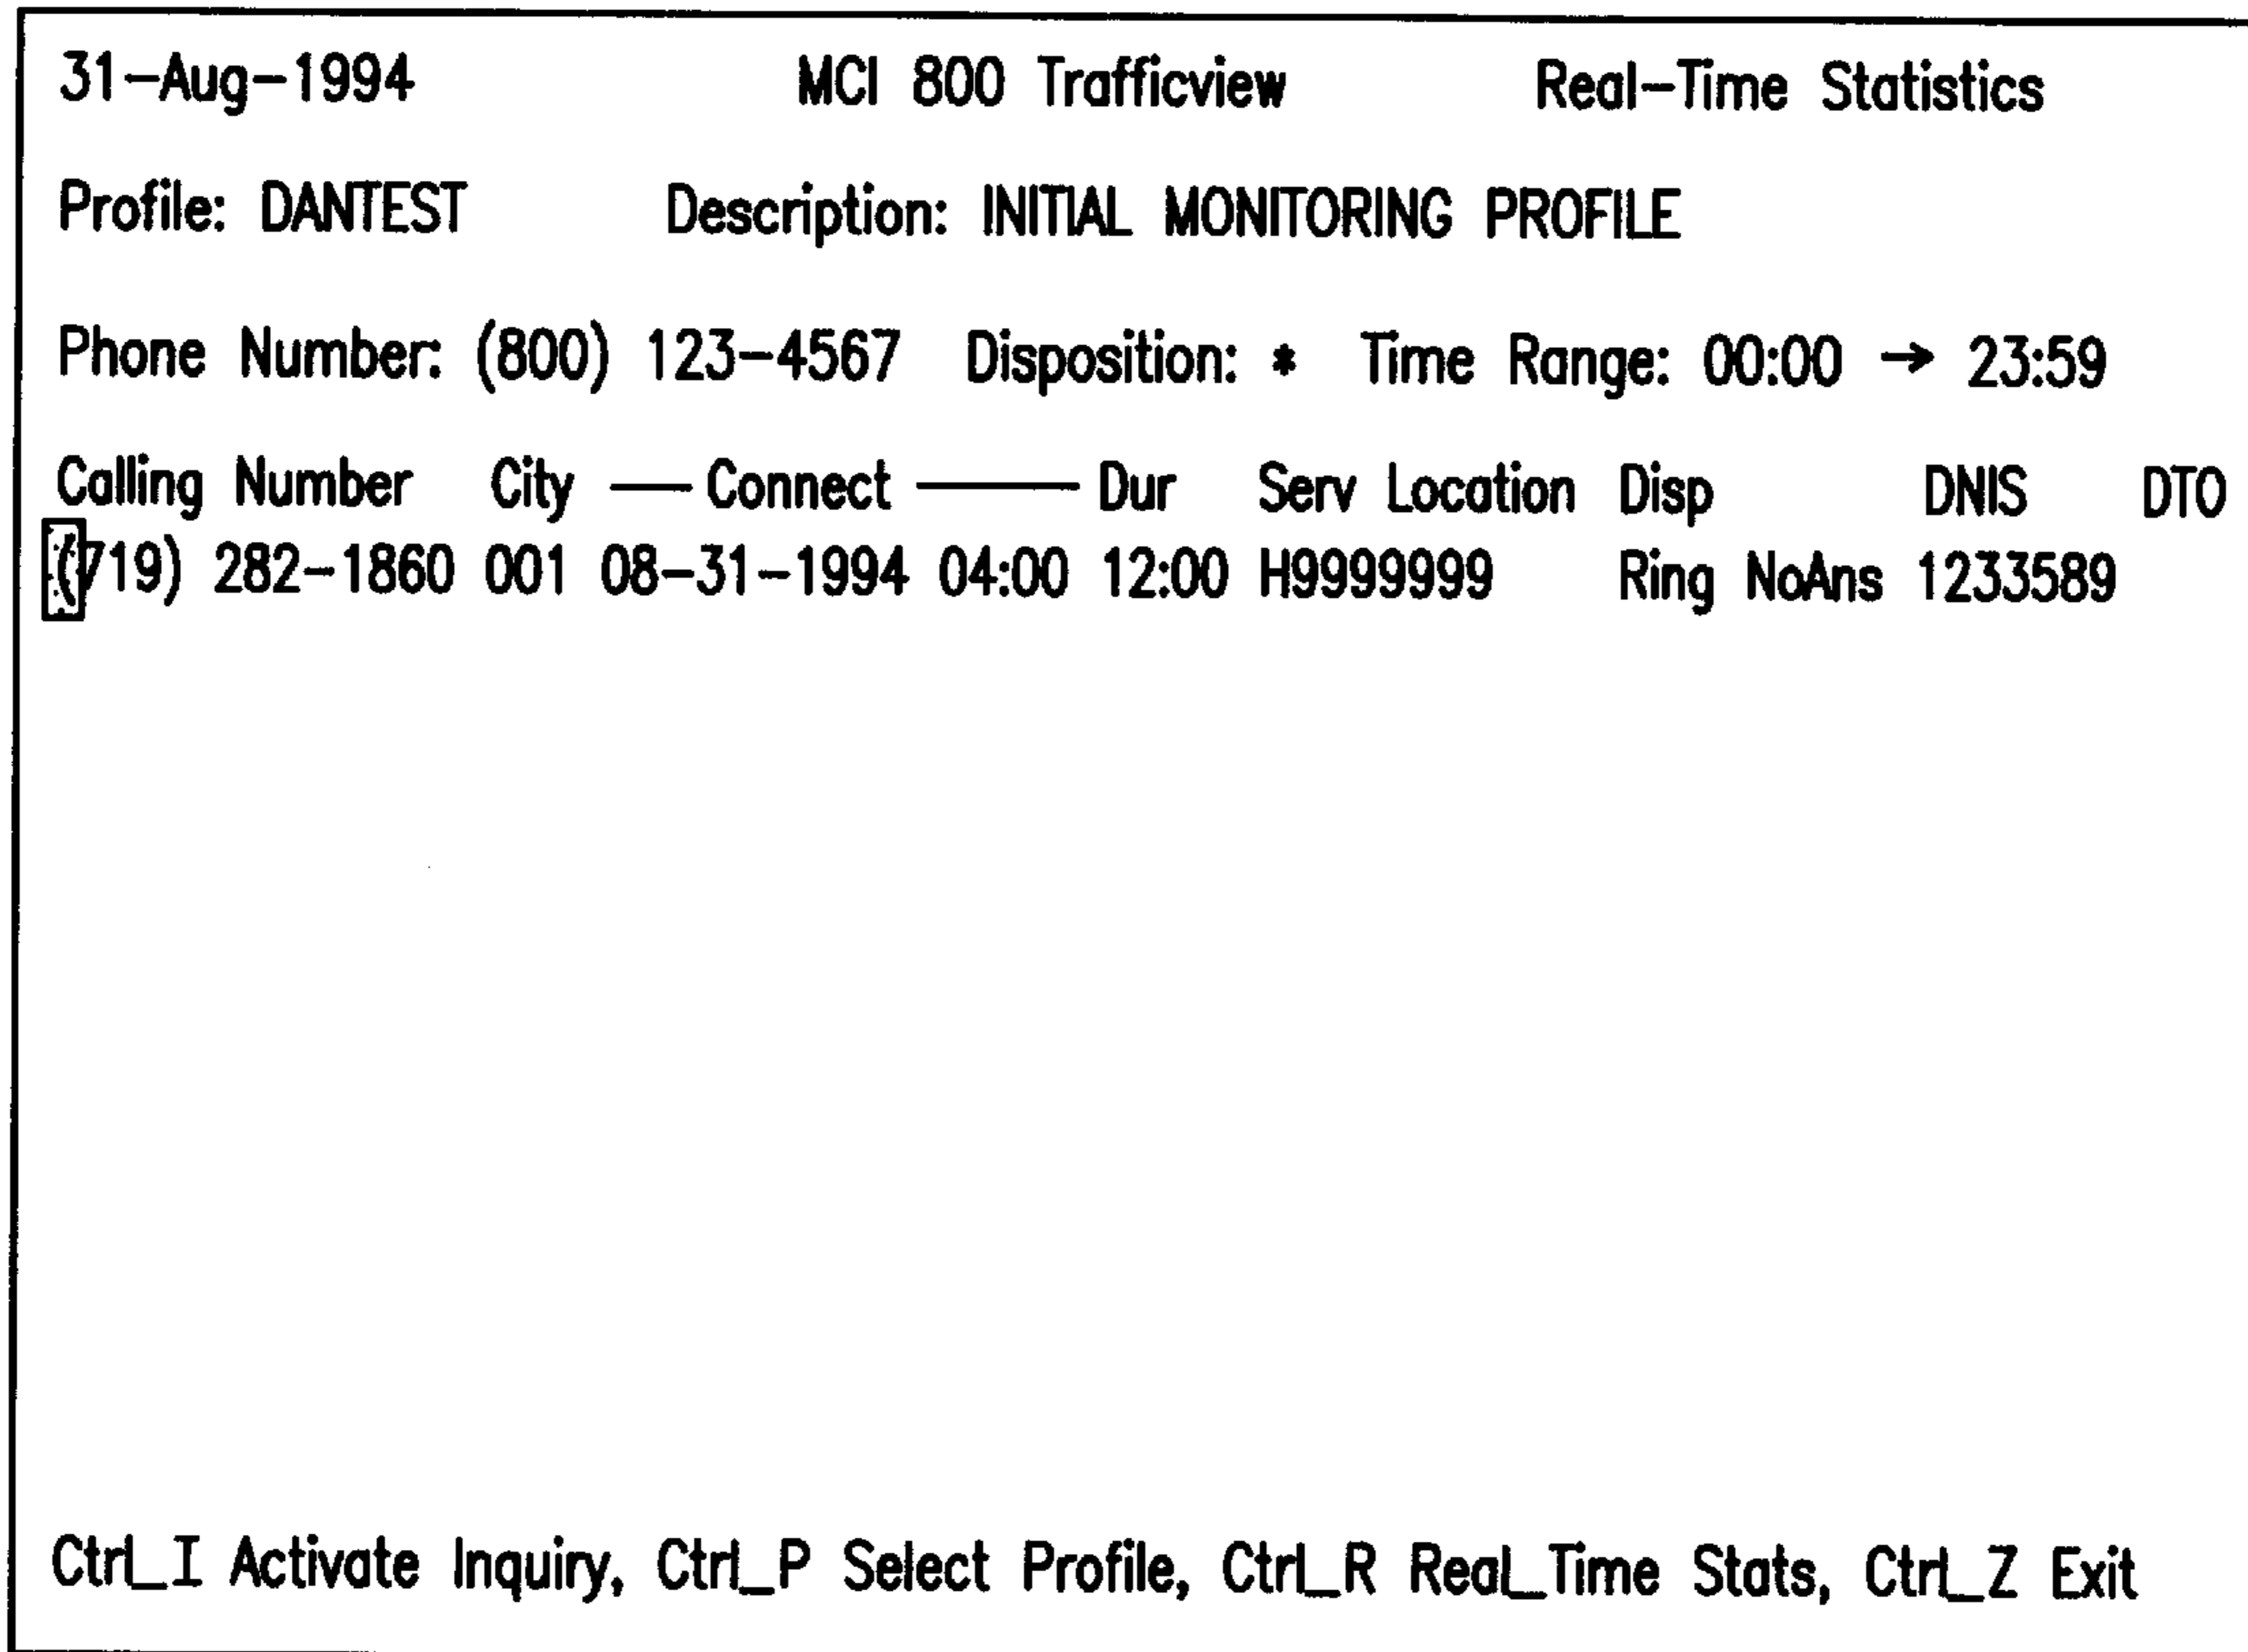 31-Aug-1994 MCI 800 Trafficview Real-Time Statistics
Profile: DANTEST Description: INITIAL MONITORING PROFILE
Phone Number: (800) 123-4567 Disposition: * Time Range: 00:00 → 23:59
Calling Number City — Connect —— Dur Serv Location Disp DNIS DTO
(719) 282-1860 001 08-31-1994 04:00 12:00 H9999999 Ring NoAns 1233589
Ctrl_I Activate Inquiry, Ctrl_P Select Profile, Ctrl_R Real_Time Stats, Ctrl_Z Exit